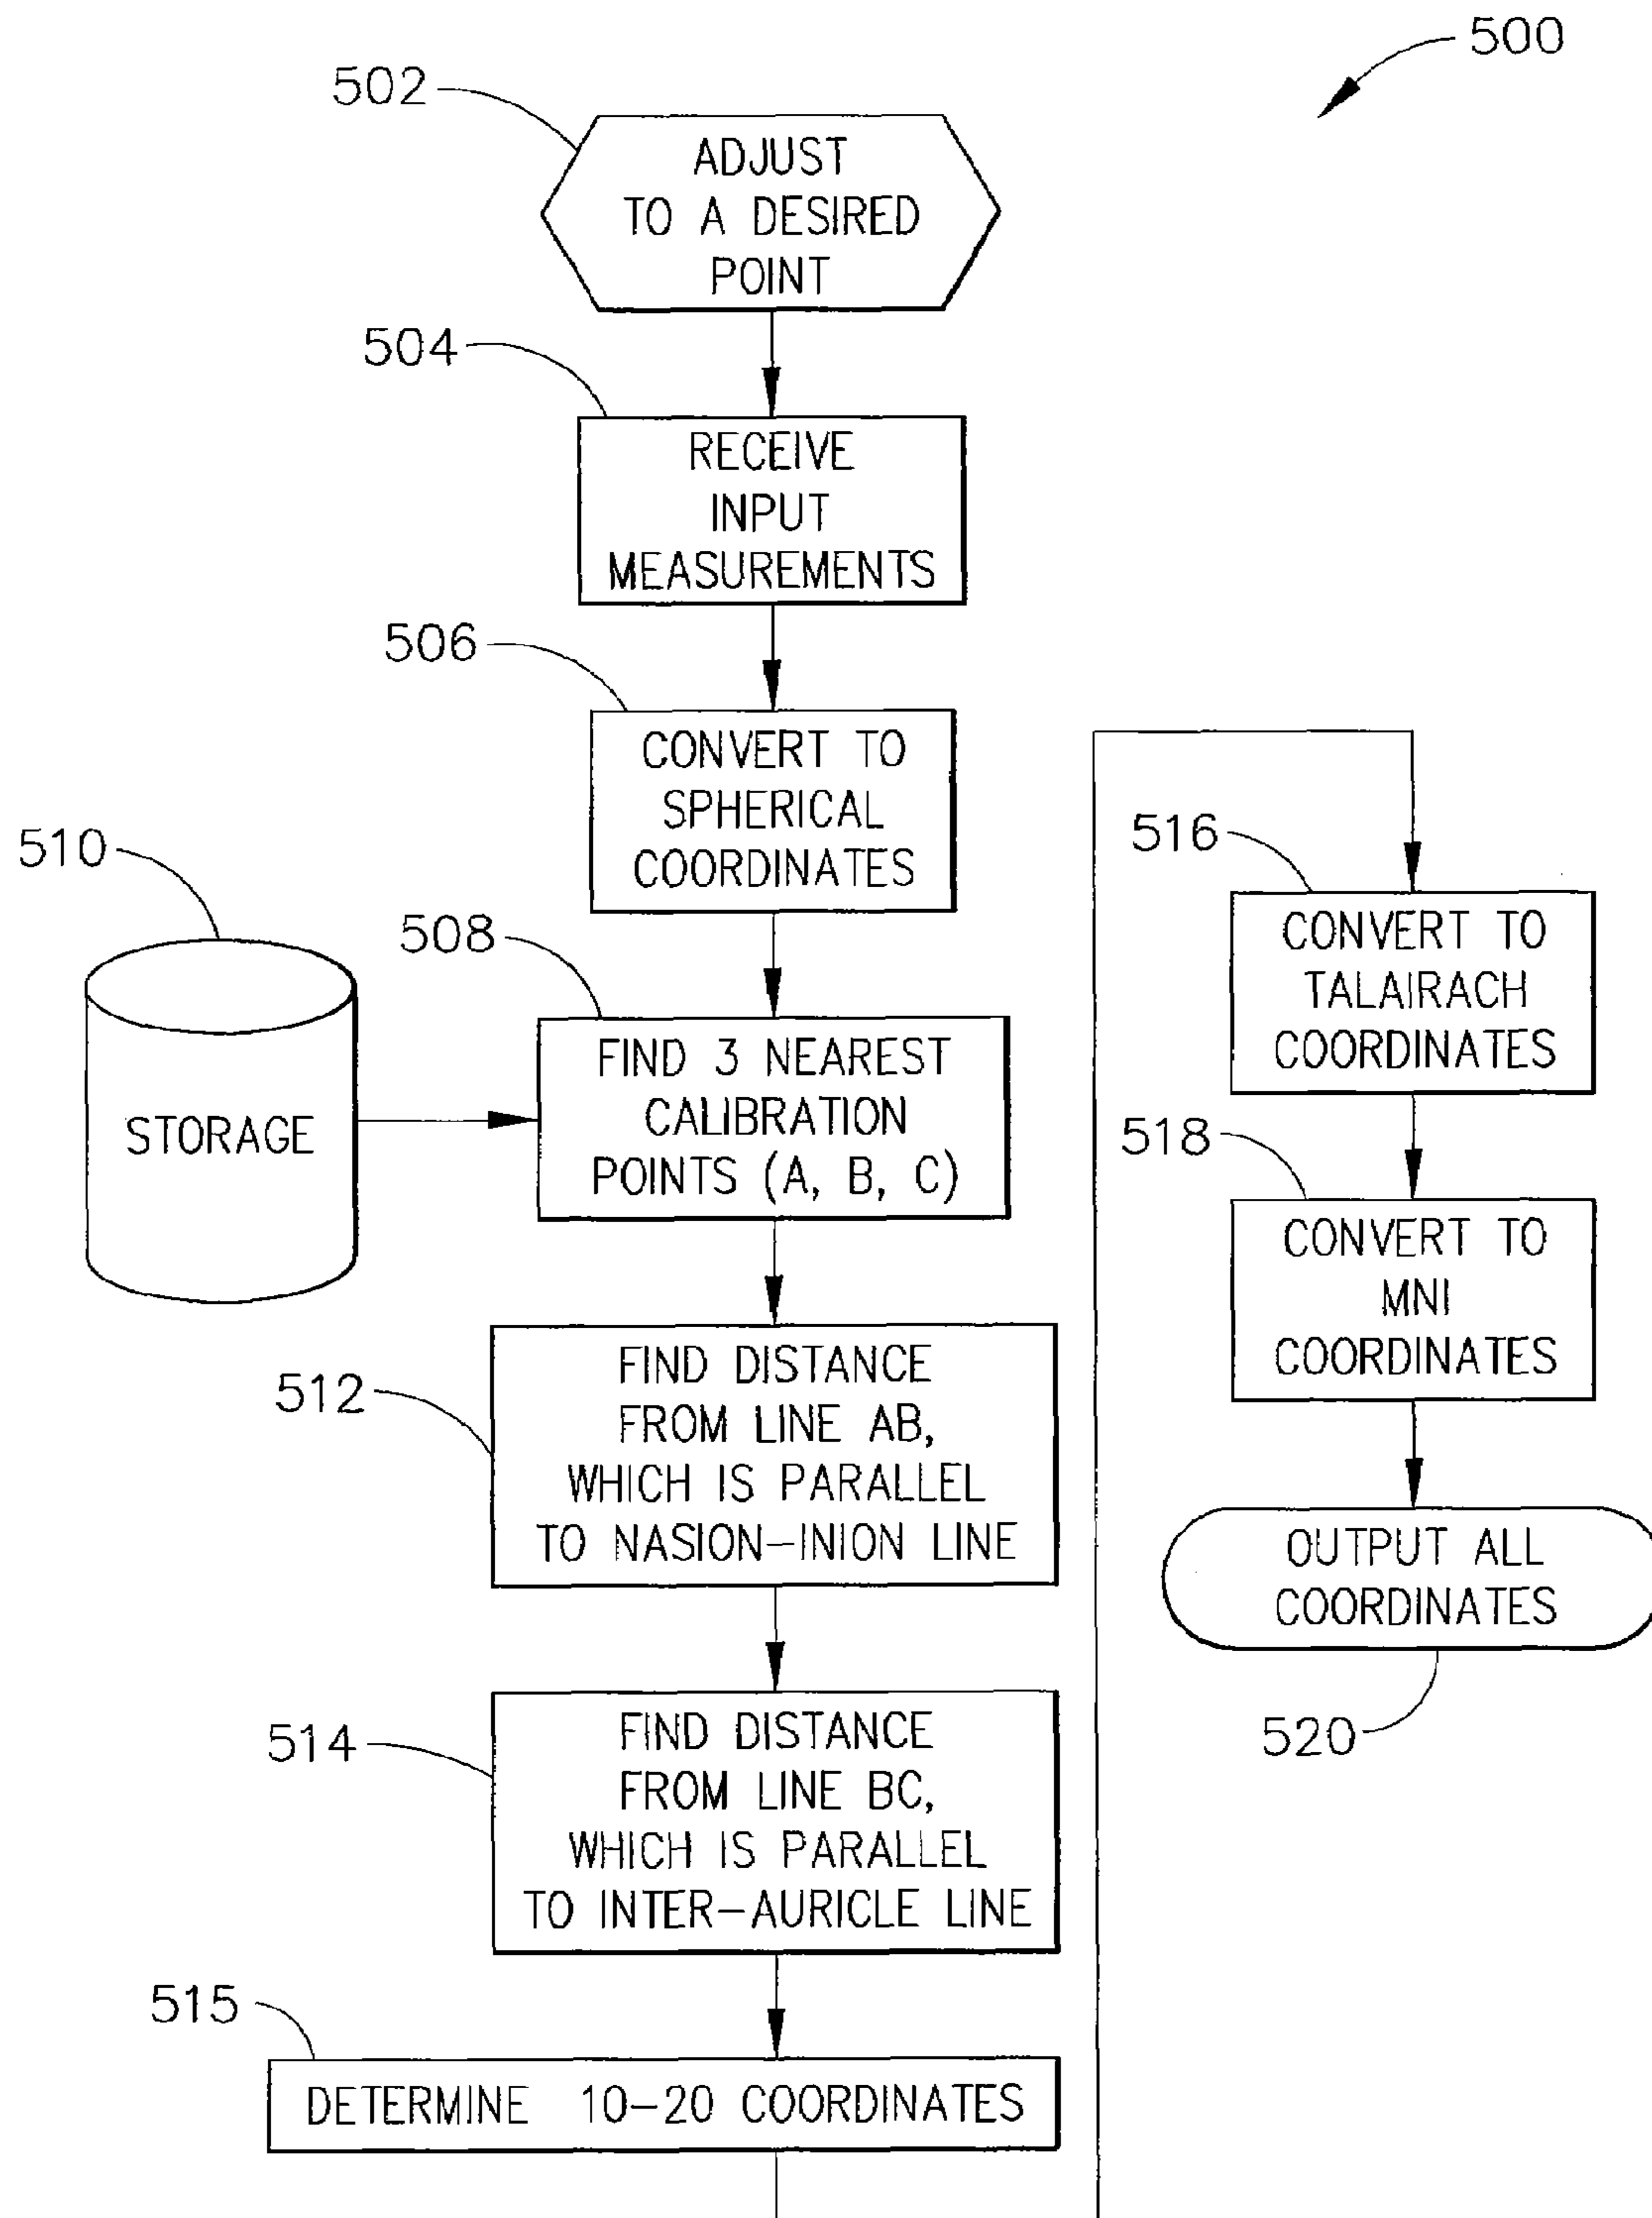 500
502
ADJUST
TO A DESIRED
POINT
504
RECEIVE
INPUT
MEASUREMENTS
506
CONVERT TO
SPHERICAL
COORDINATES
510
STORAGE
508
FIND 3 NEAREST
CALIBRATION
POINTS (A, B, C)
512
FIND DISTANCE
FROM LINE AB,
WHICH IS PARALLEL
TO NASION-INION LINE
514
FIND DISTANCE
FROM LINE BC,
WHICH IS PARALLEL
TO INTER-AURICLE LINE
515
DETERMINE 10-20 COORDINATES
516
CONVERT TO
TALAIRACH
COORDINATES
518
CONVERT TO
MNI
COORDINATES
OUTPUT ALL
COORDINATES
520